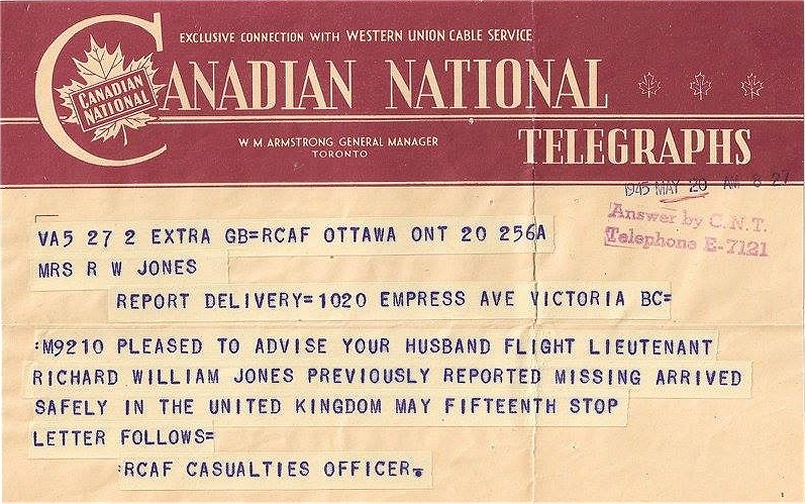 EXCLUSIVE CONNECTION WITH WESTERN UNION CABLE SERVICE
CANADIAN NATIONAL
CANADIAN NATIONAL
W M ARMSTRONG GENERAL MANAGER
TORONTO
TELEGRAPHS
1945 MAY 20 AM 8 27
Answer by C.N.T.
Telephone E-7121
VA5 27 2 EXTRA GB=RCAF OTTAWA ONT 20 256A
MRS R W JONES
REPORT DELIVERY=1020 EMPRESS AVE VICTORIA BC=
:M9210 PLEASED TO ADVISE YOUR HUSBAND FLIGHT LIEUTENANT
RICHARD WILLIAM JONES PREVIOUSLY REPORTED MISSING ARRIVED
SAFELY IN THE UNITED KINGDOM MAY FIFTEENTH STOP
LETTER FOLLOWS=
:RCAF CASUALTIES OFFICER.